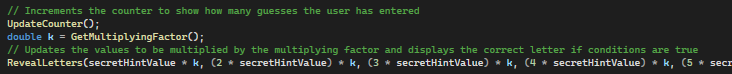 // Increments the counter to show how many guesses the user has entered
UpdateCounter();
double k = GetMultiplyingFactor();
// Updates the values to be multiplied by the multiplying factor and displays the correct letter if conditions are true
RevealLetters(secretHintValue * k, (2 * secretHintValue) * k, (3 * secretHintValue) * k, (4 * secretHintValue) * k, (5 * secr